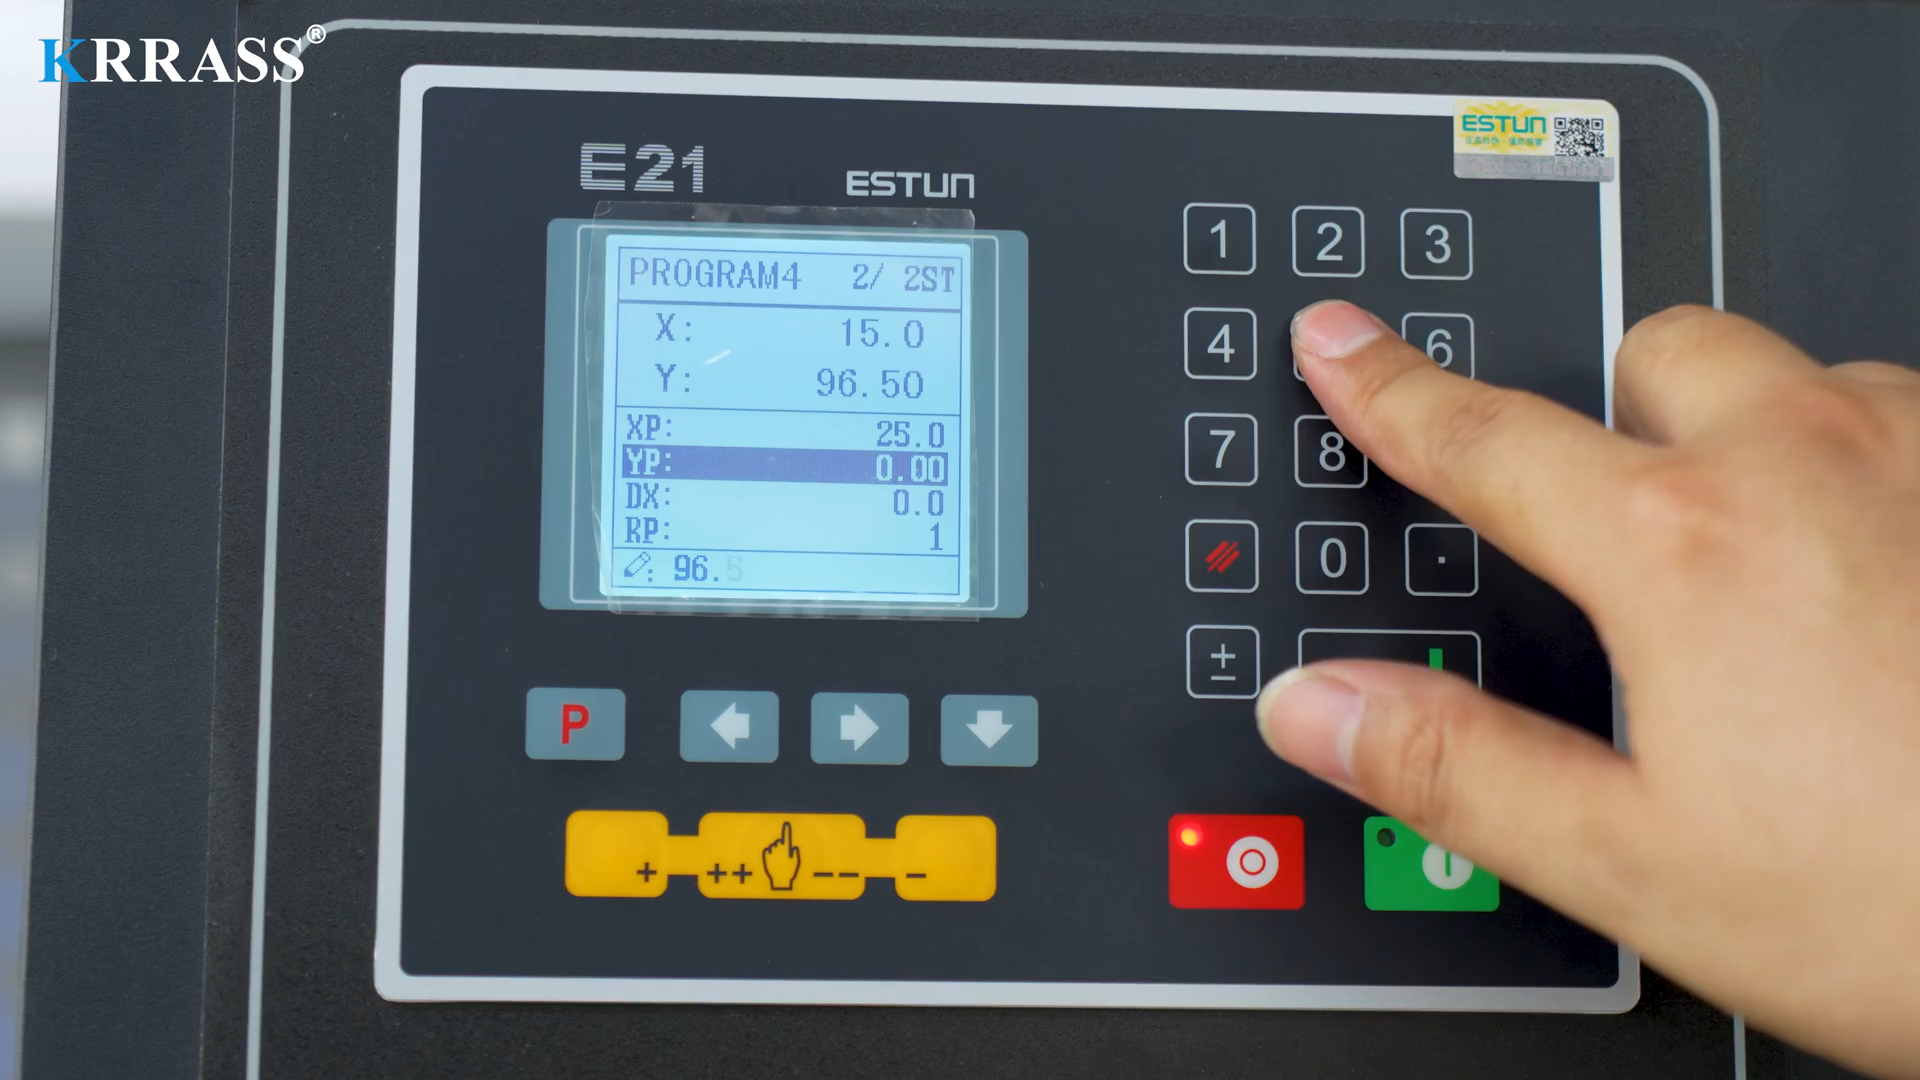 KRRASS®
E21
ESTUN
ESTUN
PROGRAM4 2/ 2ST
X: 15.0
Y: 96.50
XP: 25.0
YP: 0.00
DX: 0.0
RP: 1
: 96.
1 2 3
4 6
7 8
0 .
±
P
+ ++ -- -